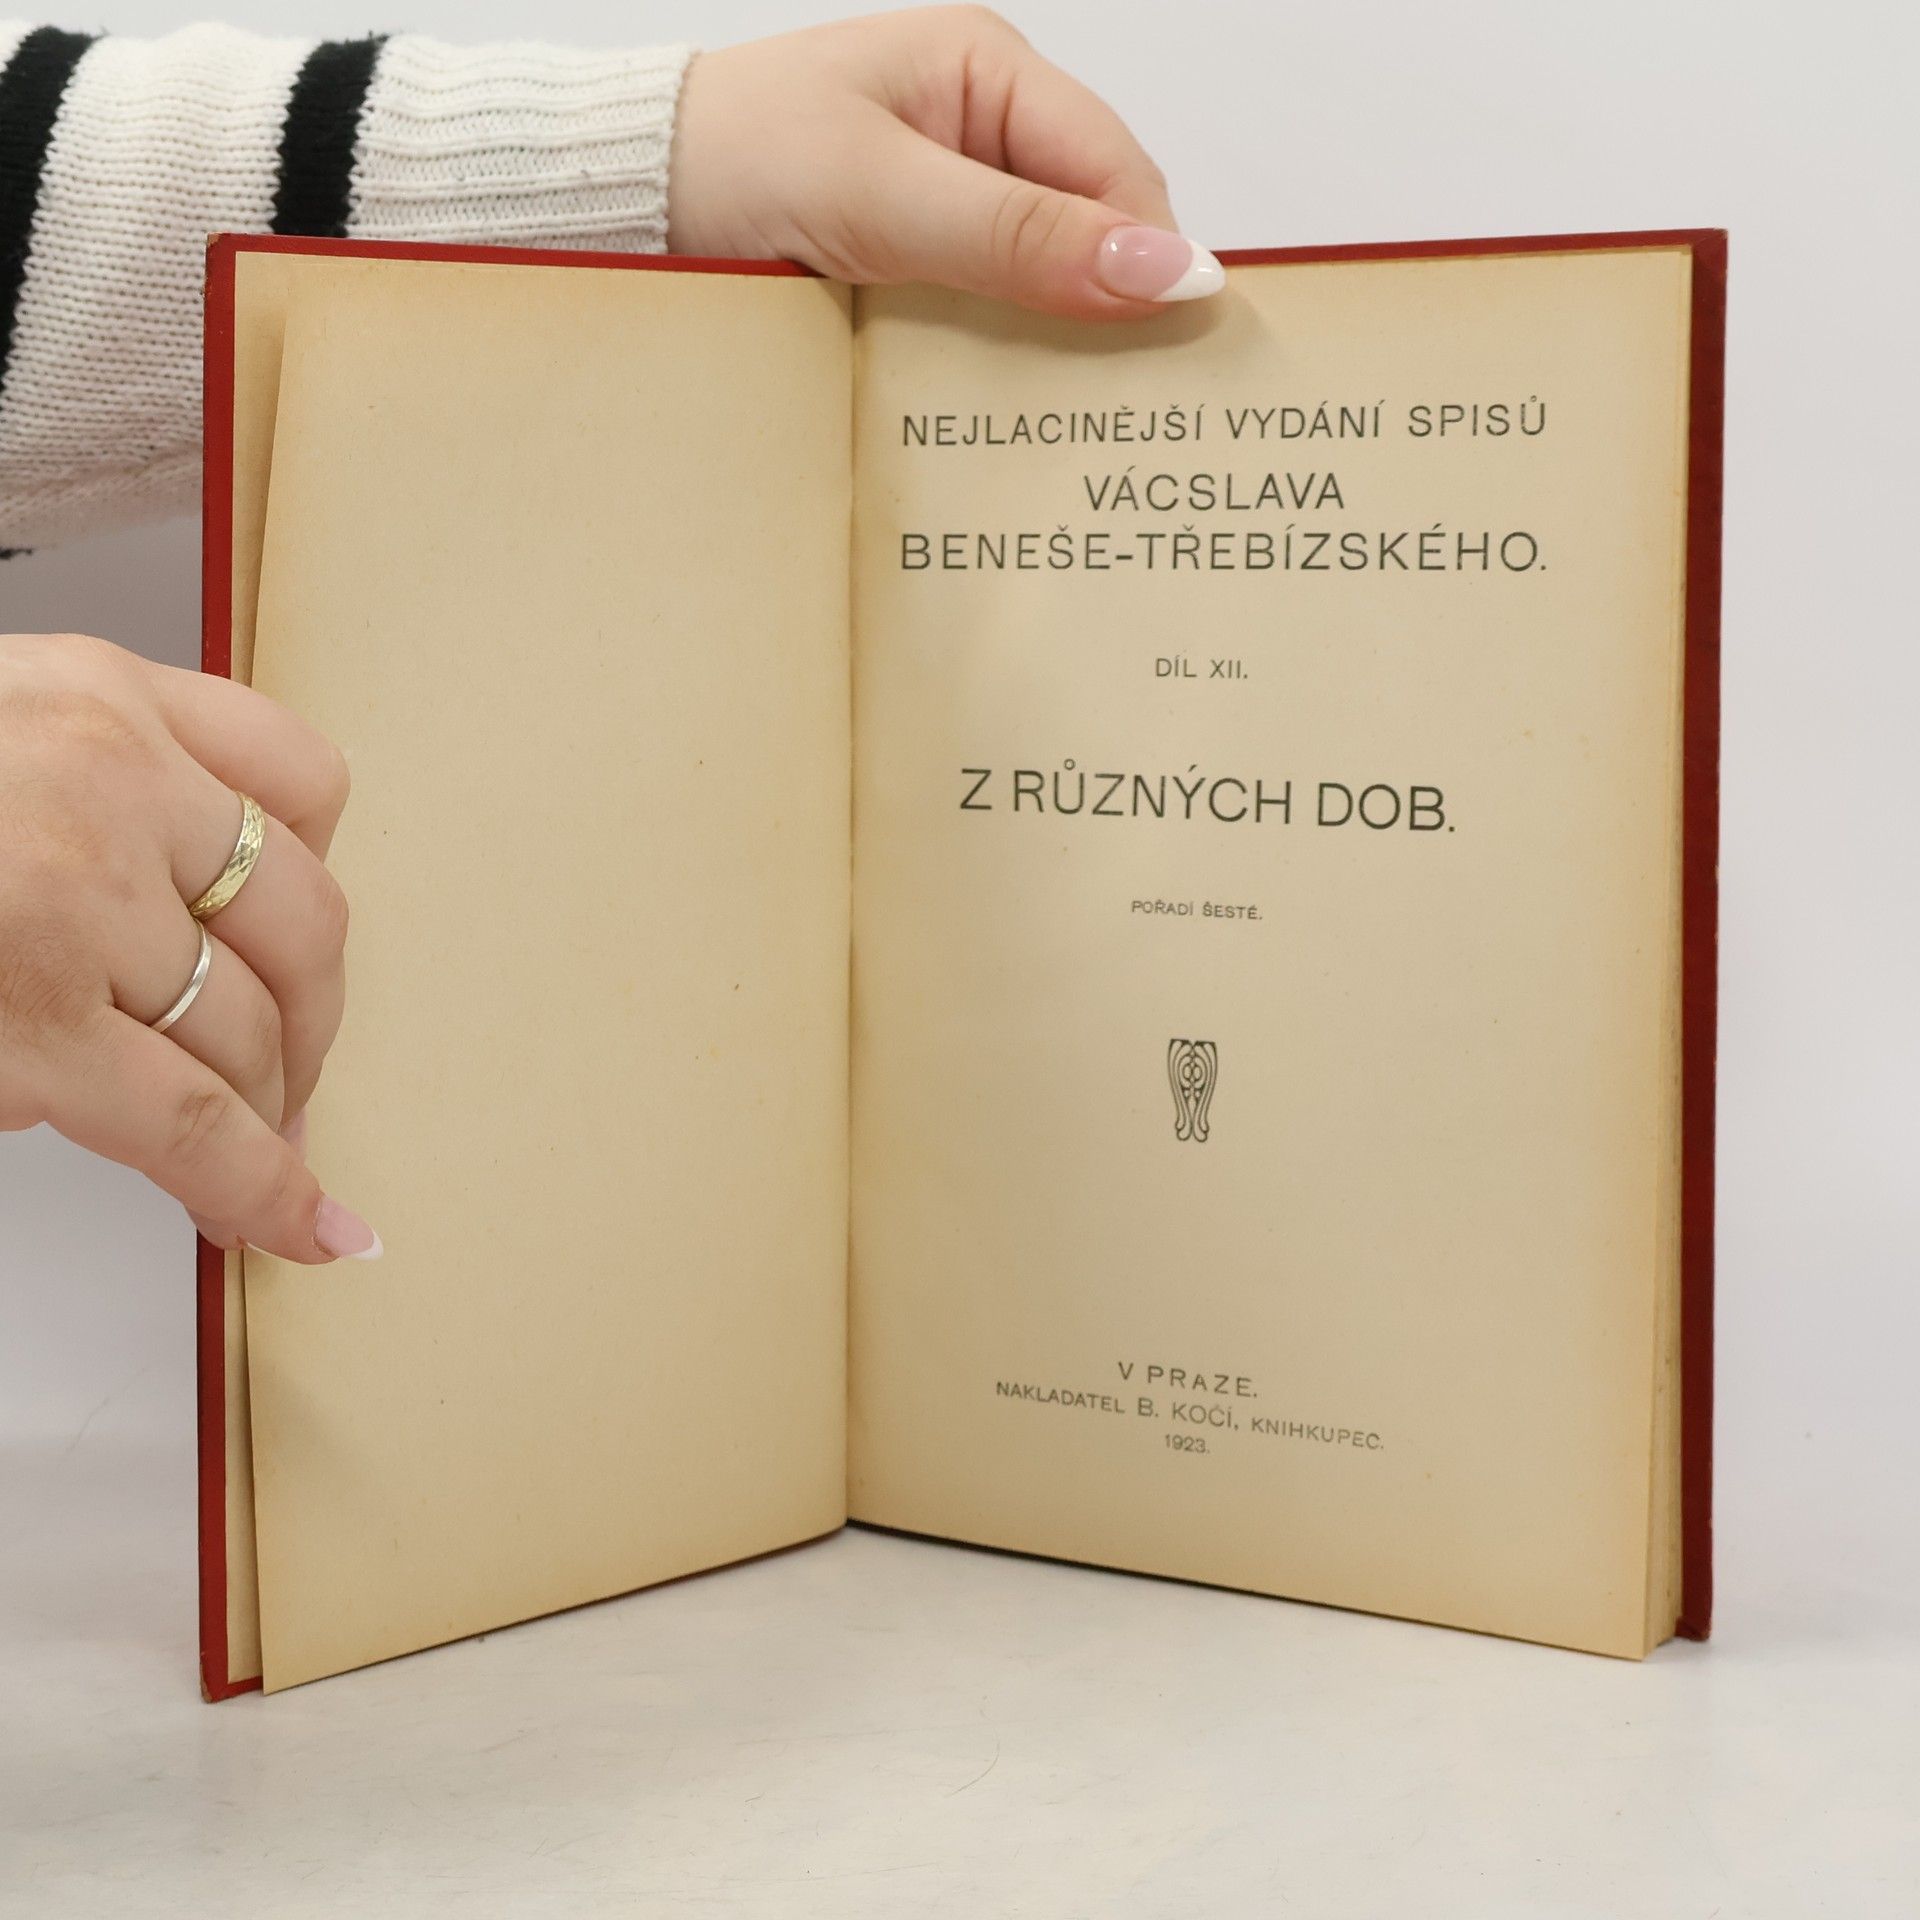 NEJLACINĚJŠÍ VYDÁNÍ SPISŮ
VÁCSLAVA
BENEŠE-TŘEBÍZSKÉHO.
DÍL XII.
Z RŮZNÝCH DOB.
POŘADÍ ŠESTÉ.
V PRAZE.
NAKLADATEL B. KOČÍ, KNIHKUPEC.
1923.